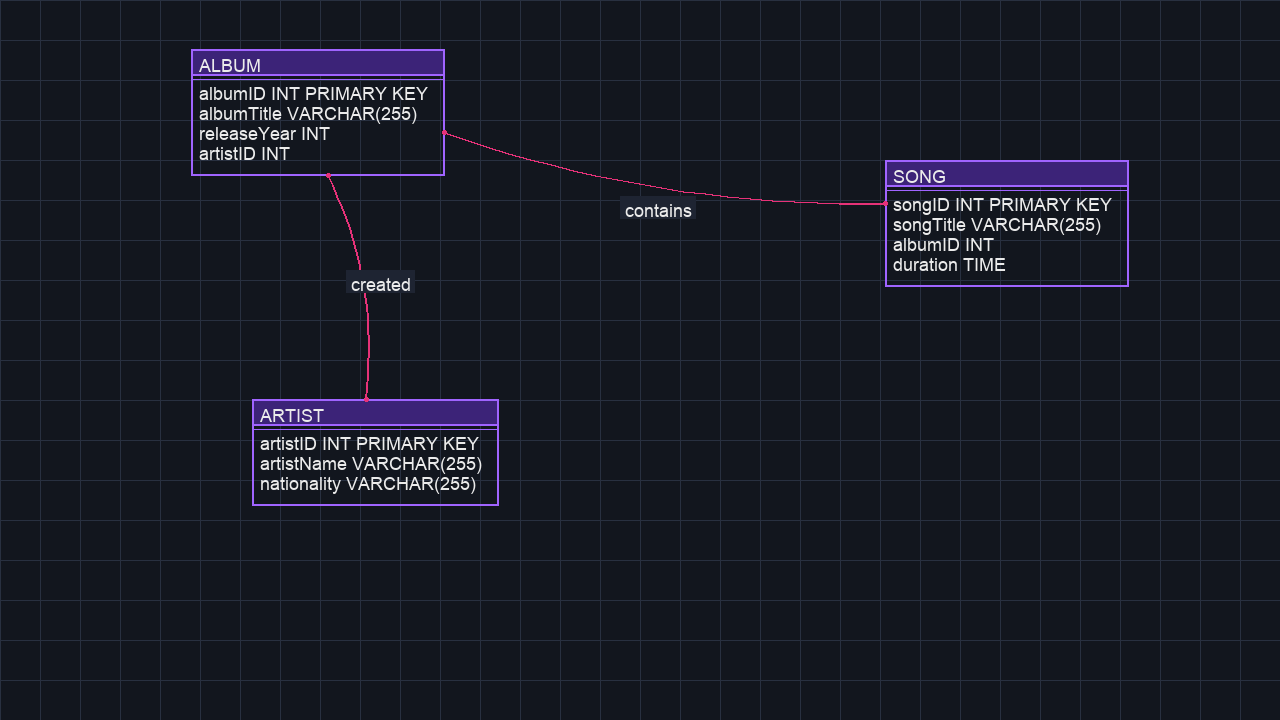 ALBUM
albumID INT PRIMARY KEY
albumTitle VARCHAR(255)
releaseYear INT
artistID INT
contains
SONG
songID INT PRIMARY KEY
songTitle VARCHAR(255)
albumID INT
duration TIME
created
ARTIST
artistID INT PRIMARY KEY
artistName VARCHAR(255)
nationality VARCHAR(255)